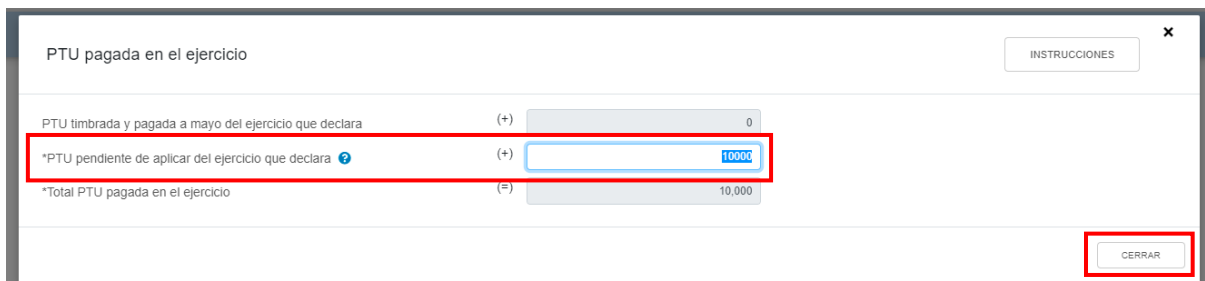 ×
PTU pagada en el ejercicio INSTRUCCIONES
PTU timbrada y pagada a mayo del ejercicio que declara (+) 0
*PTU pendiente de aplicar del ejercicio que declara ? (+) 10000
*Total PTU pagada en el ejercicio (=) 10,000
CERRAR